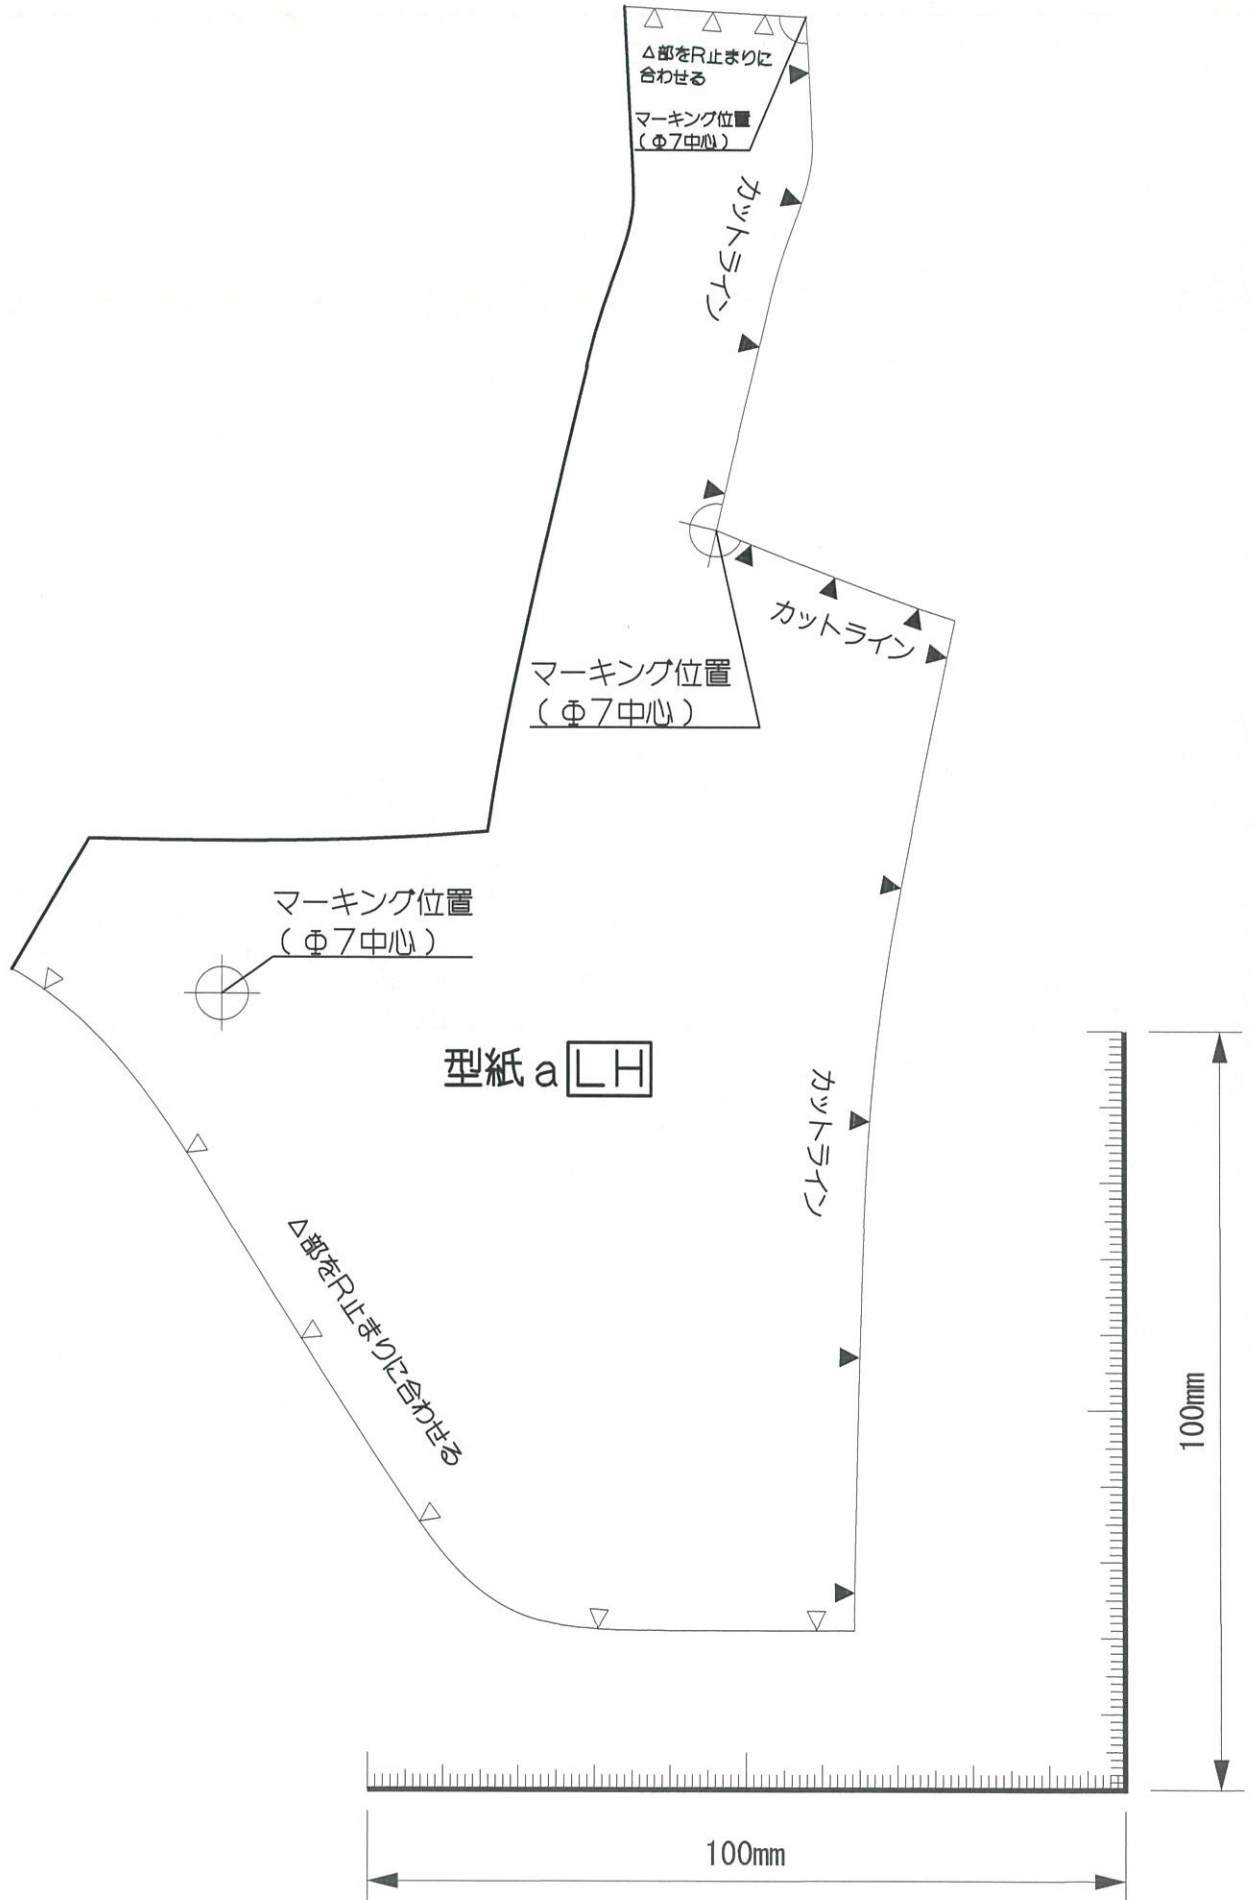 △部をR止まりに
合わせる
マーキング位置
(Φ7中心)
カットライン
カットライン
マーキング位置
(Φ7中心)
マーキング位置
(Φ7中心)
型紙a LH
カットライン
△部をR止まりに合わせる
100mm
100mm